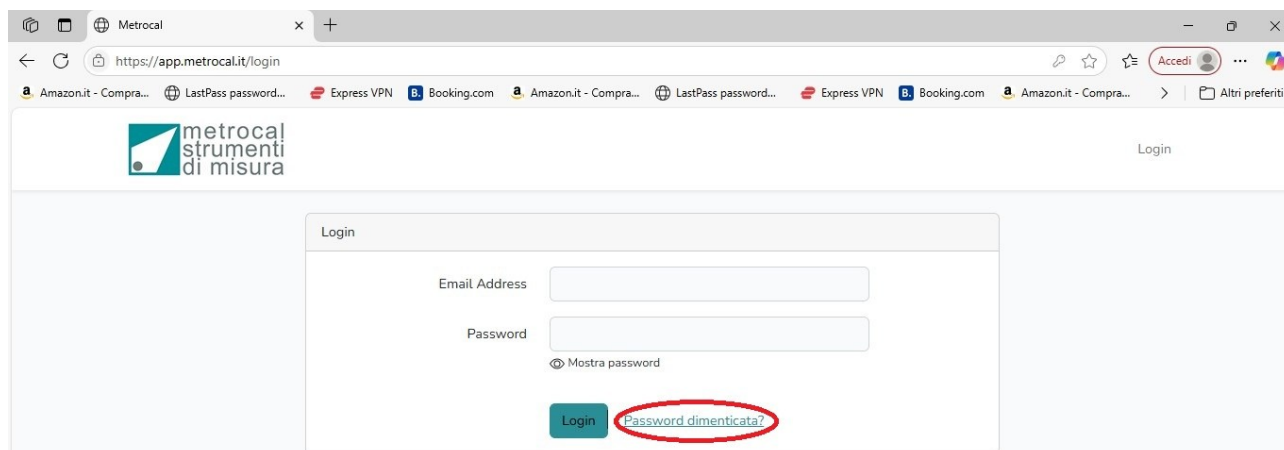 Metrocal
https://app.metrocal.it/login
Accedi
Amazon.it - Compra... LastPass password... Express VPN B. Booking.com Amazon.it - Compra... LastPass password... Express VPN B. Booking.com Amazon.it - Compra... Altri preferiti
metrocal
strumenti
di misura
Login
Login
Email Address
Password
Mostra password
Login Password dimenticata?